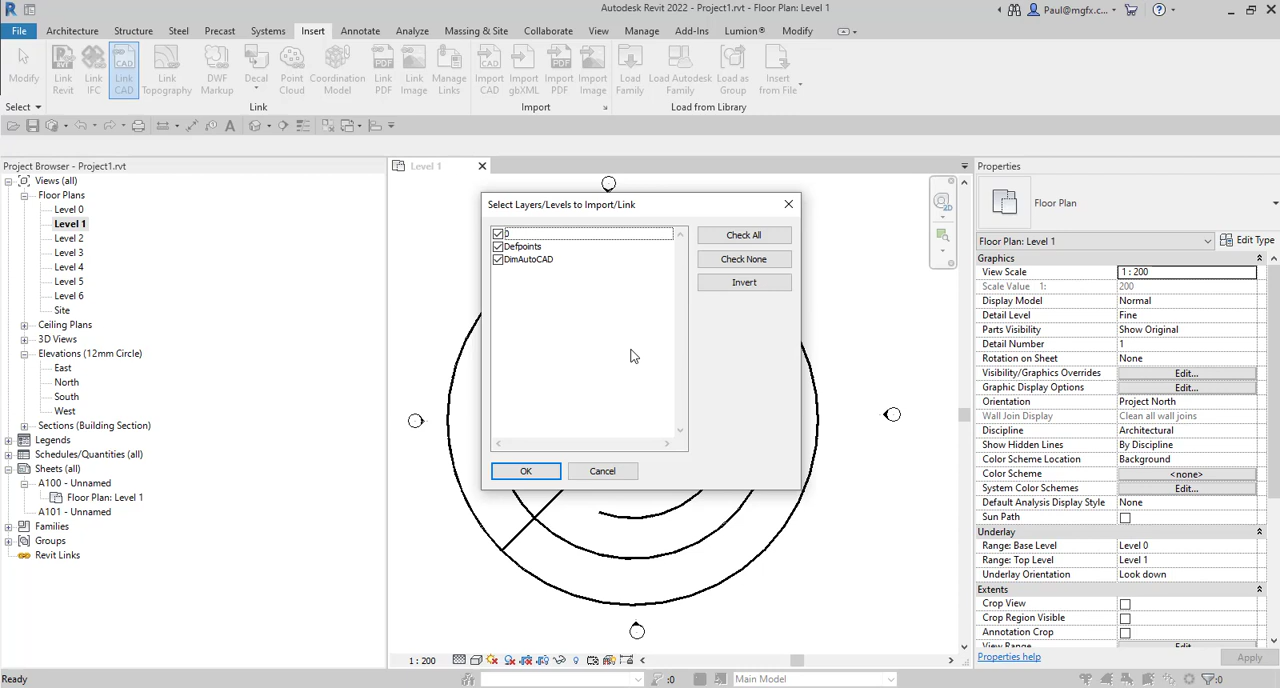 Autodesk Revit 2022 - Project1.rvt - Floor Plan: Level 1
Paul@mgfx.c...
File Architecture Structure Steel Precast Systems Insert Annotate Analyze Massing & Site Collaborate View Manage Add-Ins Lumion® Modify
Modify
Link Revit
Link IFC
Link CAD
Link Topography
DWF Markup
Decal
Point Cloud
Coordination Model
Link PDF
Link Image
Manage Links
Import CAD
Import gbXML
Import PDF
Import Image
Load Family
Load Autodesk Family
Load as Group
Insert from File
Select Link Import Load from Library
Project Browser - Project1.rvt
Views (all)
Floor Plans
Level 0
Level 1
Level 2
Level 3
Level 4
Level 5
Level 6
Site
Ceiling Plans
3D Views
Elevations (12mm Circle)
East
North
South
West
Sections (Building Section)
Legends
Schedules/Quantities (all)
Sheets (all)
A100 - Unnamed
Floor Plan: Level 1
A101 - Unnamed
Families
Groups
Revit Links
Level 1
Select Layers/Levels to Import/Link
0
Defpoints
DimAutoCAD
Check All
Check None
Invert
OK Cancel
1 : 200
Properties
Floor Plan
Floor Plan: Level 1 Edit Type
Graphics
View Scale 1 : 200
Scale Value 1: 200
Display Model Normal
Detail Level Fine
Parts Visibility Show Original
Detail Number 1
Rotation on Sheet None
Visibility/Graphics Overrides Edit...
Graphic Display Options Edit...
Orientation Project North
Wall Join Display Clean all wall joins
Discipline Architectural
Show Hidden Lines By Discipline
Color Scheme Location Background
Color Scheme <none>
System Color Schemes Edit...
Default Analysis Display Style None
Sun Path
Underlay
Range: Base Level Level 0
Range: Top Level Level 1
Underlay Orientation Look down
Extents
Crop View
Crop Region Visible
Annotation Crop
View Range Edit...
Properties help Apply
Ready :0 Main Model :0